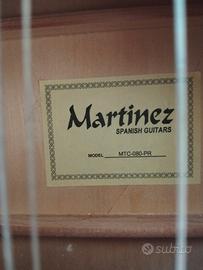 Martinez
SPANISH GUITARS
MODEL MTC-080-PR
subito